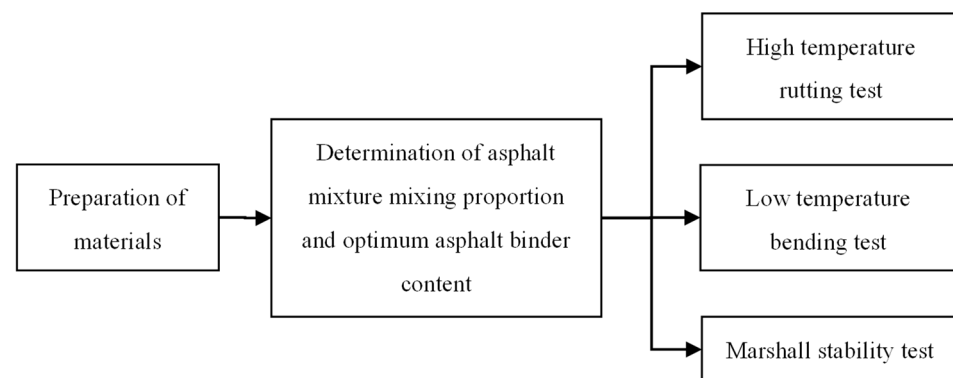 Preparation of
materials
Determination of asphalt
mixture mixing proportion
and optimum asphalt binder
content
High temperature
rutting test
Low temperature
bending test
Marshall stability test